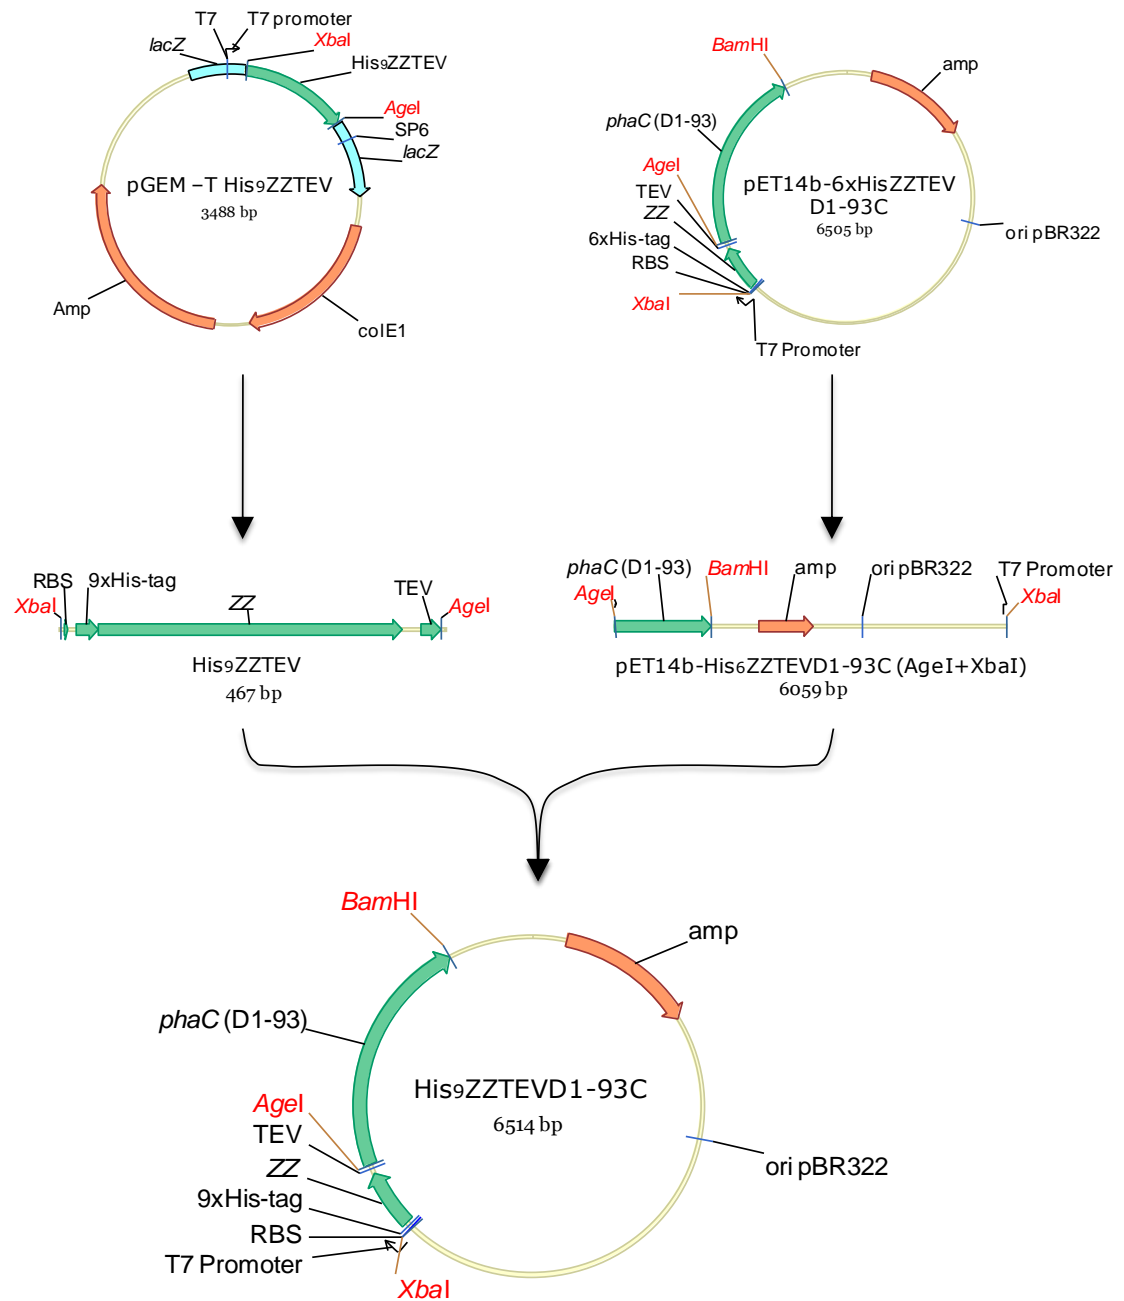 T7
T7 promoter
lacZ
XbaI
His9ZZTEV
AgeI
SP6
lacZ
pGEM –T His9ZZTEV
3488 bp
Amp
colE1
BamHI
amp
phaC (D1-93)
AgeI
TEV
ZZ
6xHis-tag
RBS
XbaI
pET14b-6xHisZZTEV
D1-93C
6505 bp
ori pBR322
T7 Promoter
RBS
9xHis-tag
XbaI
ZZ
TEV
AgeI
His9ZZTEV
467 bp
phaC (D1-93)
BamHI
amp
ori pBR322
T7 Promoter
AgeI
XbaI
pET14b-His6ZZTEVD1-93C (AgeI+XbaI)
6059 bp
BamHI
amp
phaC (D1-93)
His9ZZTEVD1-93C
6514 bp
AgeI
TEV
ZZ
9xHis-tag
RBS
T7 Promoter
XbaI
ori pBR322